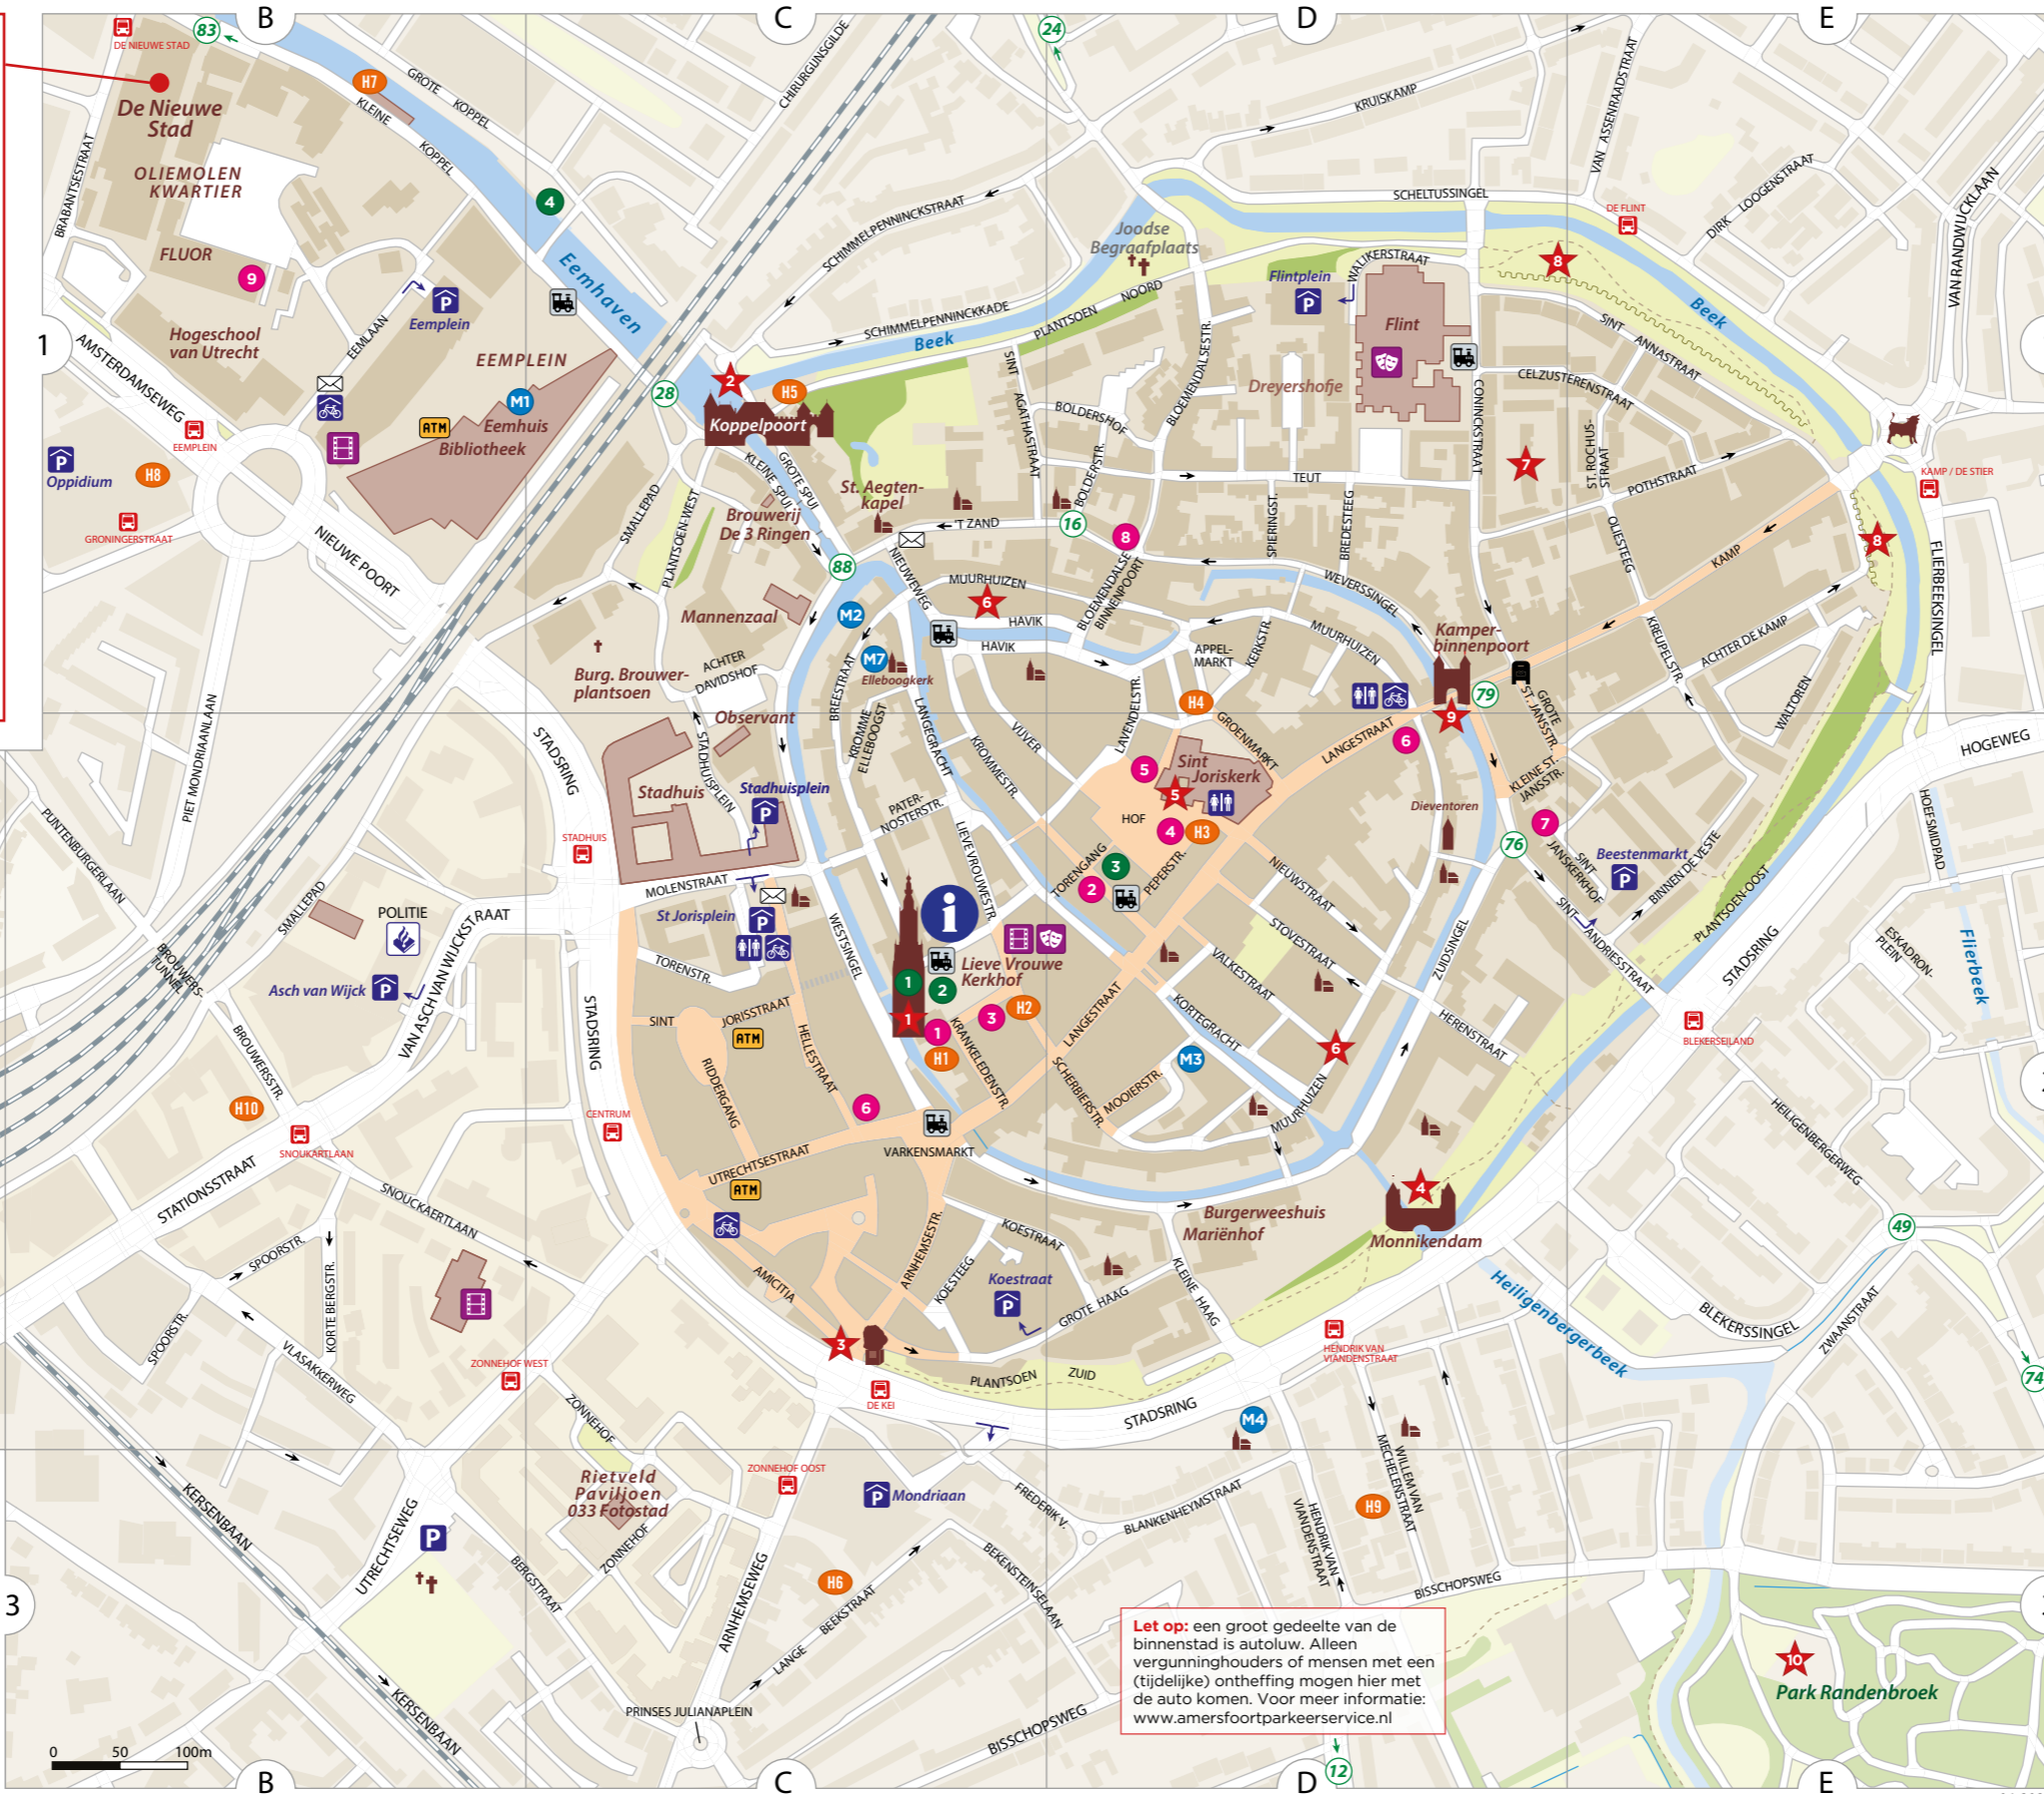 B
C
D
E
DE NIEUWE STAD
83
24
De Nieuwe
Stad
H7
GROTE KOPPEL
KLEINE KOPPEL
CHIRURGIJNSGILDE
KRUISKAMP
VAN ASSENRAADSTRAAT
BRABANTSESTRAAT
OLIEMOLEN
KWARTIER
4
FLUOR
9
Eemhaven
SCHIMMELPENNINCKSTRAAT
Joodse
Begraafplaats
SCHELTUSSINGEL
DE FLINT
DIRK LOOGENSTRAAT
VAN RANDWIJCKLAAN
8
Beek
Flintplein
P
WALIKERSTRAAT
Flint
P
Eemplein
Hogeschool
van Utrecht
EEMLAAN
EEMPLEIN
1
AMSTERDAMSEWEG
SCHIMMELPENNINCKKADE
Beek
PLANTSOEN NOORD
SINT ANNASTRAAT
2
28
H5
Koppelpoort
M1
Eemhuis
ATM
Bibliotheek
EEMPLEIN
P
Oppidium
H8
GRONINGERSTRAAT
NIEUWE POORT
SINT AGATHASTRAAT
BOLDERSHOF
BOLDERSTR.
BLOEMENDALSESTR.
Dreyershofje
CONINCKSTRAAT
CELZUSTERENSTRAAT
7
ST. ROCHUS-
STRAAT
POTHSTRAAT
KAMP / DE STIER
TEUT
KLEINE SPUI
GROTE SPUI
St. Aegten-
kapel
Brouwerij
De 3 Ringen
SMALLEPAD
PLANTSOEN-WEST
'T ZAND
16
8
88
NIEUWEWEG
MUURHUIZEN
6
BLOEMENDALSE
BINNENPOORT
SPIERINGST.
BREDESTEEG
WEVERSSINGEL
OLIESTEEG
KAMP
8
FLIERBEEKSINGEL
Mannenzaal
M2
HAVIK
HAVIK
M7
Elleboogkerk
APPEL-
MARKT
KERKSTR.
MUURHUIZEN
Kamper-
binnenpoort
KREUPELSTR.
ACHTER DE KAMP
Burg. Brouwer-
plantsoen
ACHTER
DAVIDSHOF
BREESTRAAT
79
GROTE
ST. JANSSTR.
WALTOREN
PIET MONDRIAANLAAN
STADSRING
Observant
KROMME
ELLEBOOGST
LANGEGRACHT
VIJVER
KROMMESTR.
LAVENDELSTR.
H4
GROENMARKT
LANGESTRAAT
6
9
KLEINE ST.
JANSSTR.
HOGEWEG
Stadhuis
STADHUISPLEIN
Stadhuisplein
P
5
Sint
Joriskerk
5
HOF
4
H3
Dieventoren
7
76
SINT
JANSKERKHOF
Beestenmarkt
P
BINNEN DE VESTE
HOEFSMIDPAD
PATER-
NOSTERSTR.
LIEVE VROUWESTR.
TORENGANG
3
2
PEPERSTR.
NIEUWSTRAAT
STADHUIS
PUNTENBURGERLAAN
SMALLEPAD
MOLENSTRAAT
St Jorisplein
P
WESTSINGEL
i
Lieve Vrouwe
Kerkhof
POLITIE
VAN ASCH VAN WIJCKSTRAAT
Asch van Wijck
P
BROUWERS-
TUNNEL
TORENSTR.
STOVESTRAAT
VALKESTRAAT
ZUIDSINGEL
SINT ANDRIESSTRAAT
PLANTSOEN-OOST
STADSRING
ESKADRON-
PLEIN
Flierbeek
1
2
1
1
3
H2
H1
KRANKELEDENSTR.
LANGESTRAAT
KORTEGRACHT
M3
6
HERENSTRAAT
BLEKERSEILAND
STADSRING
SINT JORISSTRAAT
ATM
RIDDERGANG
HELLESTRAAT
BROUWERSSTR.
H10
SNOUKARTLAAN
CENTRUM
6
VARKENSMARKT
SCHERBIERSTR.
MOOIERSTR.
MUURHUIZEN
HEILIGENBERGERWEG
2
STATIONSSTRAAT
SNOUCKAERTLAAN
UTRECHTSESTRAAT
ATM
KOESTRAAT
Burgerweeshuis
Mariënhof
4
Monnikendam
49
SPOORSTR.
SPOORSTR.
KORTE BERGSTR.
AMICITIA
ARNHEMSESTR.
KOESTEEG
Koestraat
P
GROTE HAAG
KLEINE HAAG
Heiligenbergerbeek
BLEKERSSINGEL
ZWAANSTRAAT
74
VLASAKKERWEG
ZONNEHOF WEST
3
DE KEI
PLANTSOEN ZUID
HENDRIK VAN
VIANDENSTRAAT
STADSRING
M4
ZONNEHOF
KERSENBAAN
Rietveld
Paviljoen
033 Fotostad
ZONNEHOF OOST
P
Mondriaan
FREDERIK V.
BLANKENHEYMSTRAAT
HENDRIK VAN
VIANDENSTRAAT
WILLEM VAN
MECHELENSTRAAT
H9
UTRECHTSEWEG
P
BERGSTRAAT
ZONNEHOF
ARNHEMSEWEG
H6
LANGE BEEKSTRAAT
BEKENSTEINSELAAN
BISSCHOPSWEG
3
KERSENBAAN
PRINSES JULIANAPLEIN
BISSCHOPSWEG
Let op: een groot gedeelte van de
binnenstad is autoluw. Alleen
vergunninghouders of mensen met een
(tijdelijke) ontheffing mogen hier met
de auto komen. Voor meer informatie:
www.amersfoortparkeerservice.nl
10
Park Randenbroek
0 50 100m
12
B
C
D
E